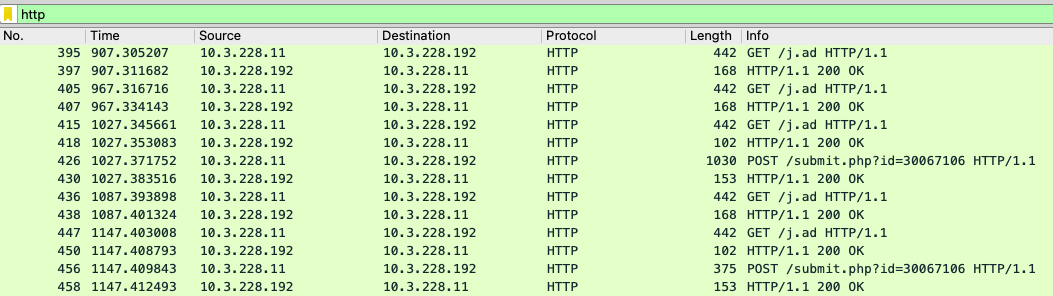 http
No. Time Source Destination Protocol Length Info
395 907.305207 10.3.228.11 10.3.228.192 HTTP 442 GET /j.ad HTTP/1.1
397 907.311682 10.3.228.192 10.3.228.11 HTTP 168 HTTP/1.1 200 OK
405 967.316716 10.3.228.11 10.3.228.192 HTTP 442 GET /j.ad HTTP/1.1
407 967.334143 10.3.228.192 10.3.228.11 HTTP 168 HTTP/1.1 200 OK
415 1027.345661 10.3.228.11 10.3.228.192 HTTP 442 GET /j.ad HTTP/1.1
418 1027.353083 10.3.228.192 10.3.228.11 HTTP 102 HTTP/1.1 200 OK
426 1027.371752 10.3.228.11 10.3.228.192 HTTP 1030 POST /submit.php?id=30067106 HTTP/1.1
430 1027.383516 10.3.228.192 10.3.228.11 HTTP 153 HTTP/1.1 200 OK
436 1087.393898 10.3.228.11 10.3.228.192 HTTP 442 GET /j.ad HTTP/1.1
438 1087.401324 10.3.228.192 10.3.228.11 HTTP 168 HTTP/1.1 200 OK
447 1147.403008 10.3.228.11 10.3.228.192 HTTP 442 GET /j.ad HTTP/1.1
450 1147.408793 10.3.228.192 10.3.228.11 HTTP 102 HTTP/1.1 200 OK
456 1147.409843 10.3.228.11 10.3.228.192 HTTP 375 POST /submit.php?id=30067106 HTTP/1.1
458 1147.412493 10.3.228.192 10.3.228.11 HTTP 153 HTTP/1.1 200 OK